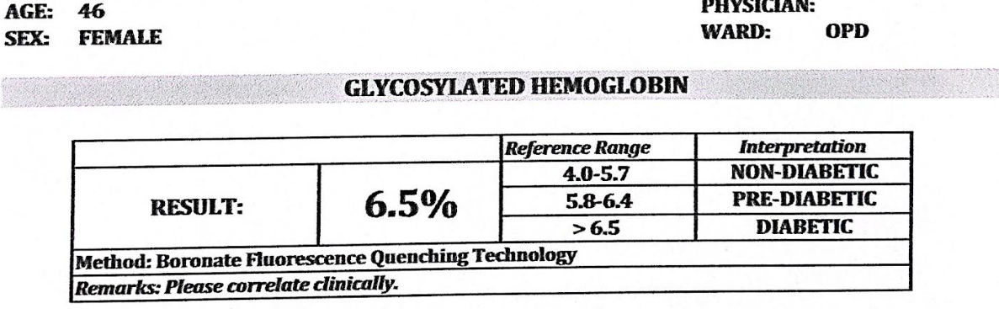 AGE: 46
SEX: FEMALE
PHYSICIAN:
WARD: OPD
GLYCOSYLATED HEMOGLOBIN
Reference Range Interpretation
RESULT: 6.5%
4.0-5.7 NON-DIABETIC
5.8-6.4 PRE-DIABETIC
> 6.5 DIABETIC
Method: Boronate Fluorescence Quenching Technology
Remarks: Please correlate clinically.